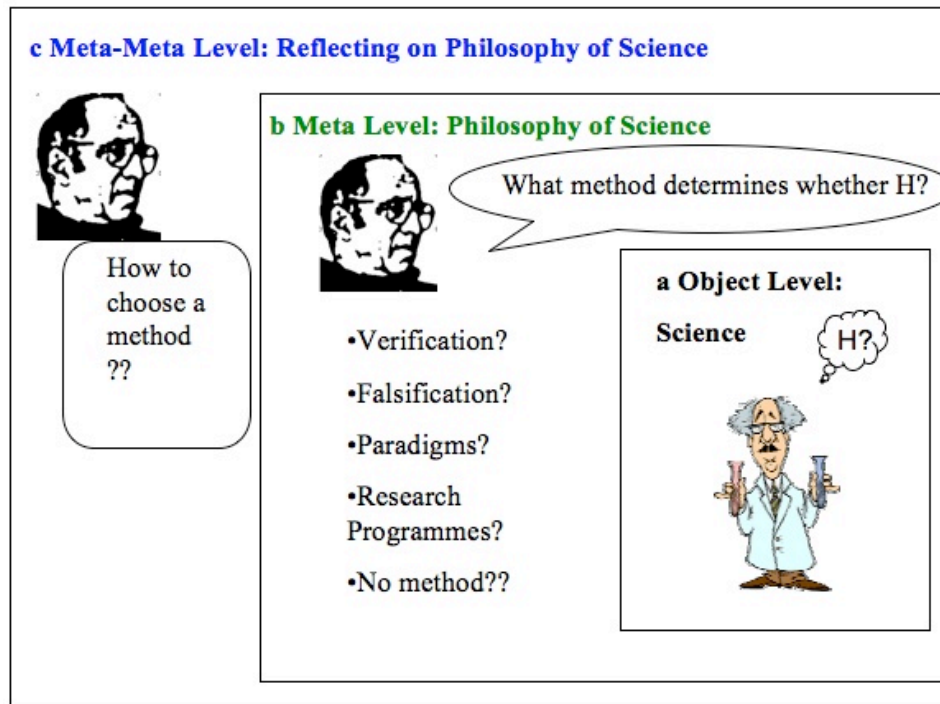 c Meta-Meta Level: Reflecting on Philosophy of Science
b Meta Level: Philosophy of Science
What method determines whether H?
How to
choose a
method
??
a Object Level:
Science
H?
•Verification?
•Falsification?
•Paradigms?
•Research
Programmes?
•No method??